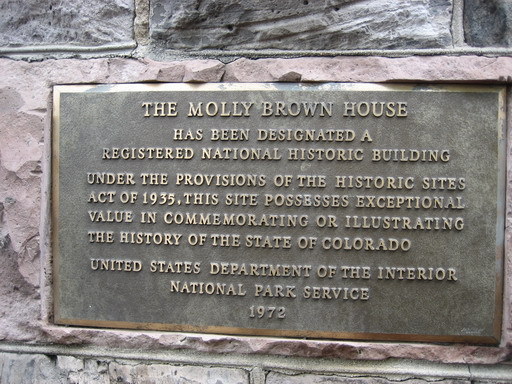 THE MOLLY BROWN HOUSE
HAS BEEN DESIGNATED A
REGISTERED NATIONAL HISTORIC BUILDING
UNDER THE PROVISIONS OF THE HISTORIC SITES
ACT OF 1935, THIS SITE POSSESSES EXCEPTIONAL
VALUE IN COMMEMORATING OR ILLUSTRATING
THE HISTORY OF THE STATE OF COLORADO
UNITED STATES DEPARTMENT OF THE INTERIOR
NATIONAL PARK SERVICE
1972